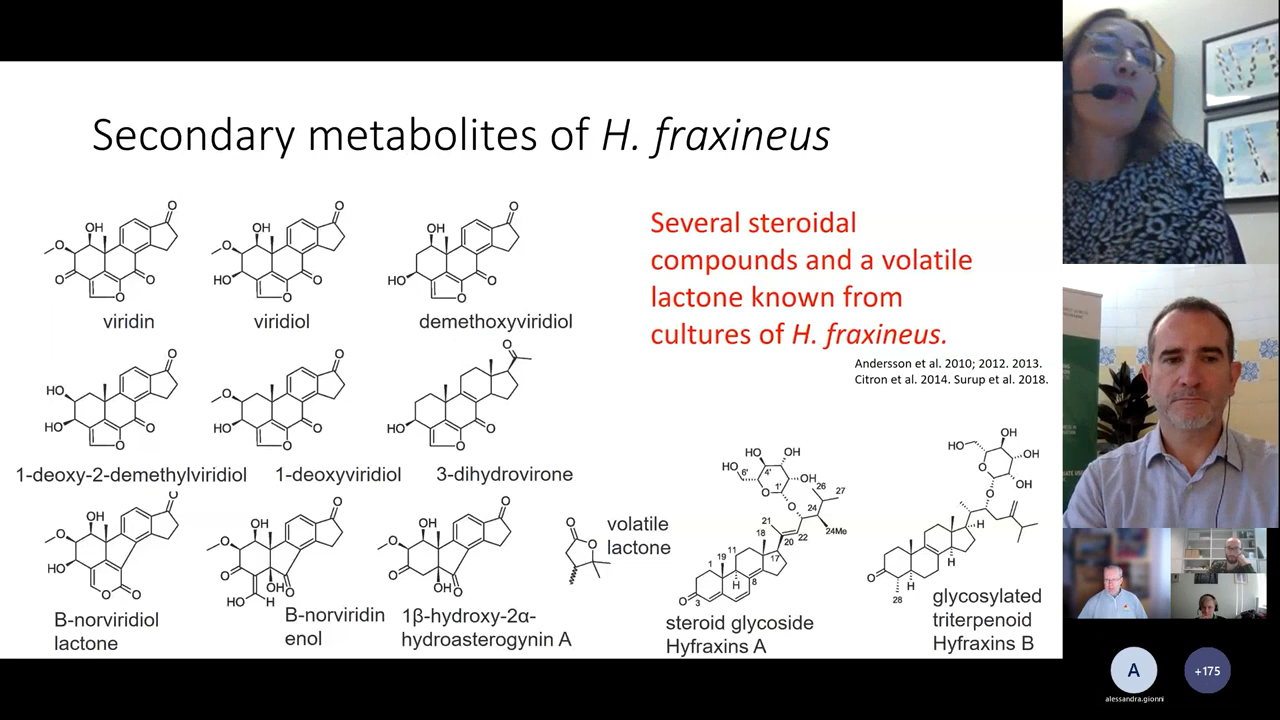 Secondary metabolites of H. fraxineus
viridin
viridiol
demethoxyviridiol
Several steroidal
compounds and a volatile
lactone known from
cultures of H. fraxineus.
Andersson et al. 2010; 2012. 2013.
Citron et al. 2014. Surup et al. 2018.
1-deoxy-2-demethylviridiol
1-deoxyviridiol
3-dihydrovirone
B-norviridiol
lactone
B-norviridin
enol
1β-hydroxy-2α-
hydroasterogynin A
volatile
lactone
steroid glycoside
Hyfraxins A
glycosylated
triterpenoid
Hyfraxins B
A
alessandra.gionni
+175